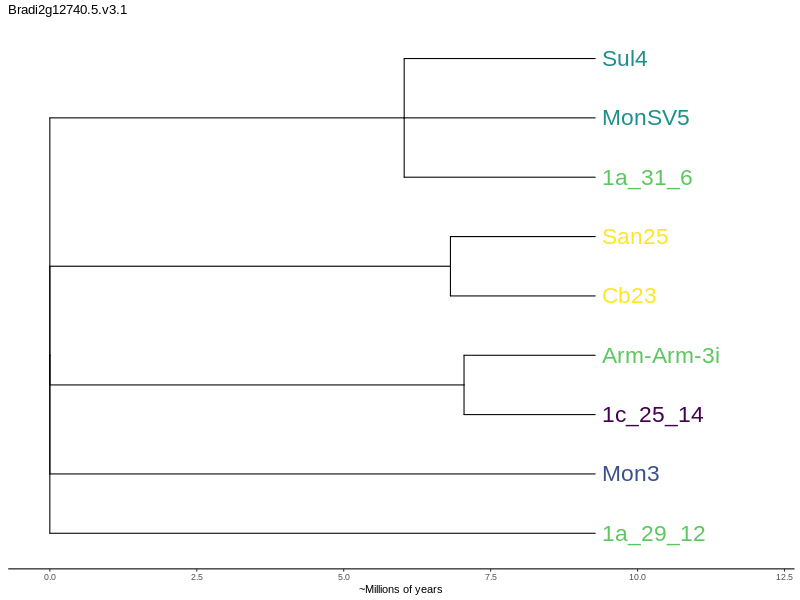 Bradi2g12740.5.v3.1
Sul4
MonSV5
1a_31_6
San25
Cb23
Arm-Arm-3i
1c_25_14
Mon3
1a_29_12
0.0 2.5 5.0 7.5 10.0 12.5
~Millions of years